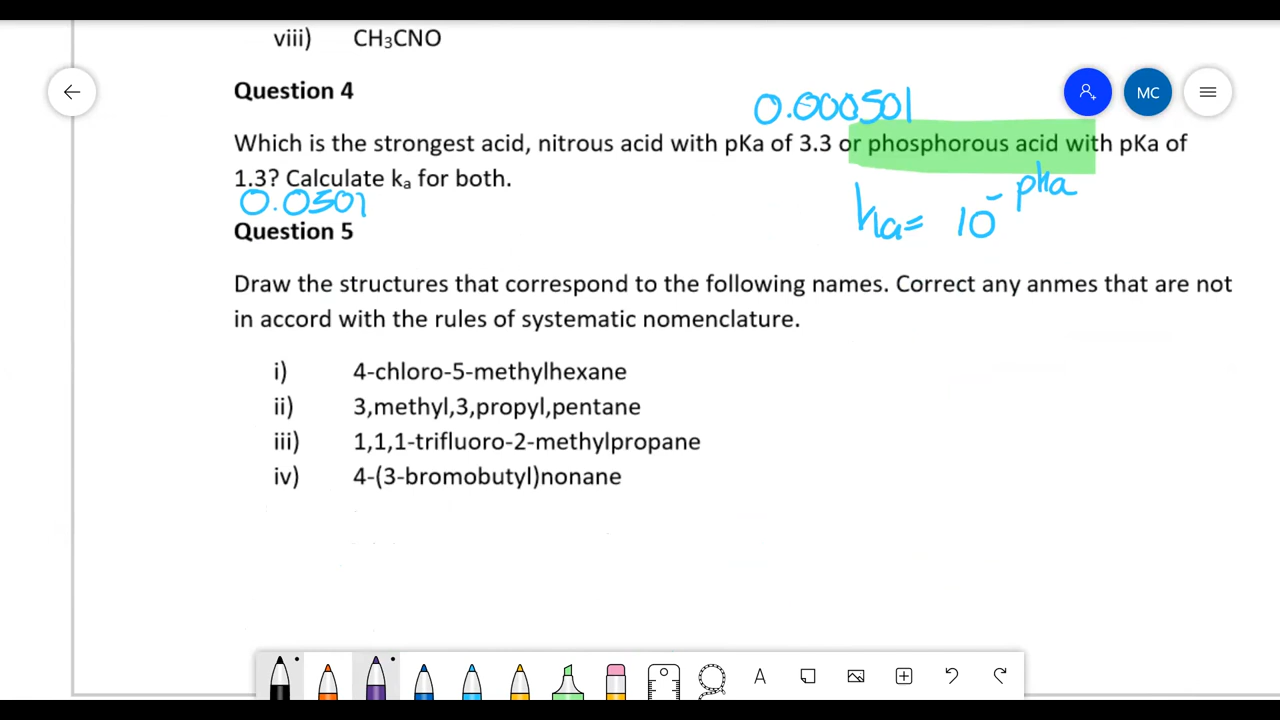 viii) CH₃CNO
Question 4
MC
0.000501
Which is the strongest acid, nitrous acid with pKa of 3.3 or phosphorous acid with pKa of
1.3? Calculate kₐ for both.
0.0501
ka = 10^-pka
Question 5
Draw the structures that correspond to the following names. Correct any anmes that are not
in accord with the rules of systematic nomenclature.
i) 4-chloro-5-methylhexane
ii) 3,methyl,3,propyl,pentane
iii) 1,1,1-trifluoro-2-methylpropane
iv) 4-(3-bromobutyl)nonane
A